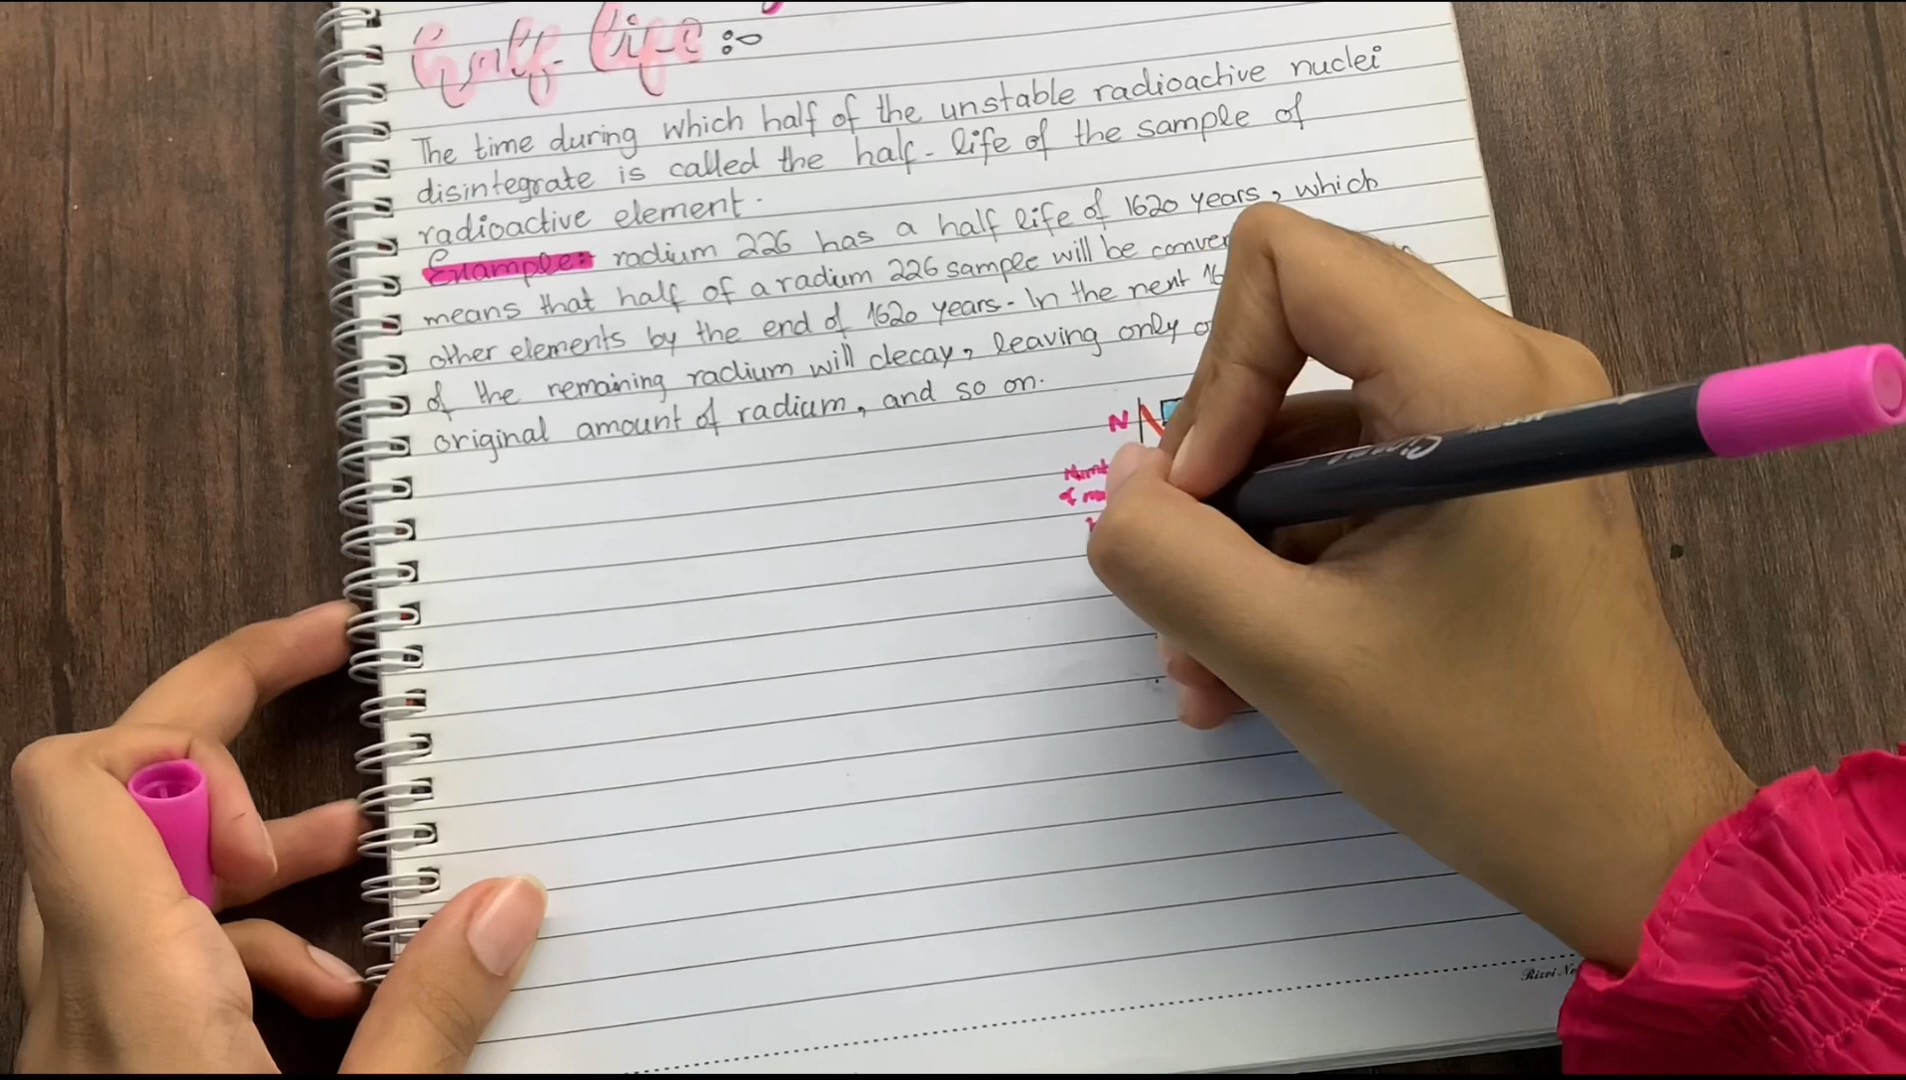 half life :-
The time during which half of the unstable radioactive nuclei
disintegrate is called the half-life of the sample of
radioactive element.
Example: radium 226 has a half life of 1620 years, which
means that half of a radium 226 sample will be
other elements by the end of 1620 years. In the next
of the remaining radium will decay, leaving only
original amount of radium, and so on.
N
of
Rizvi